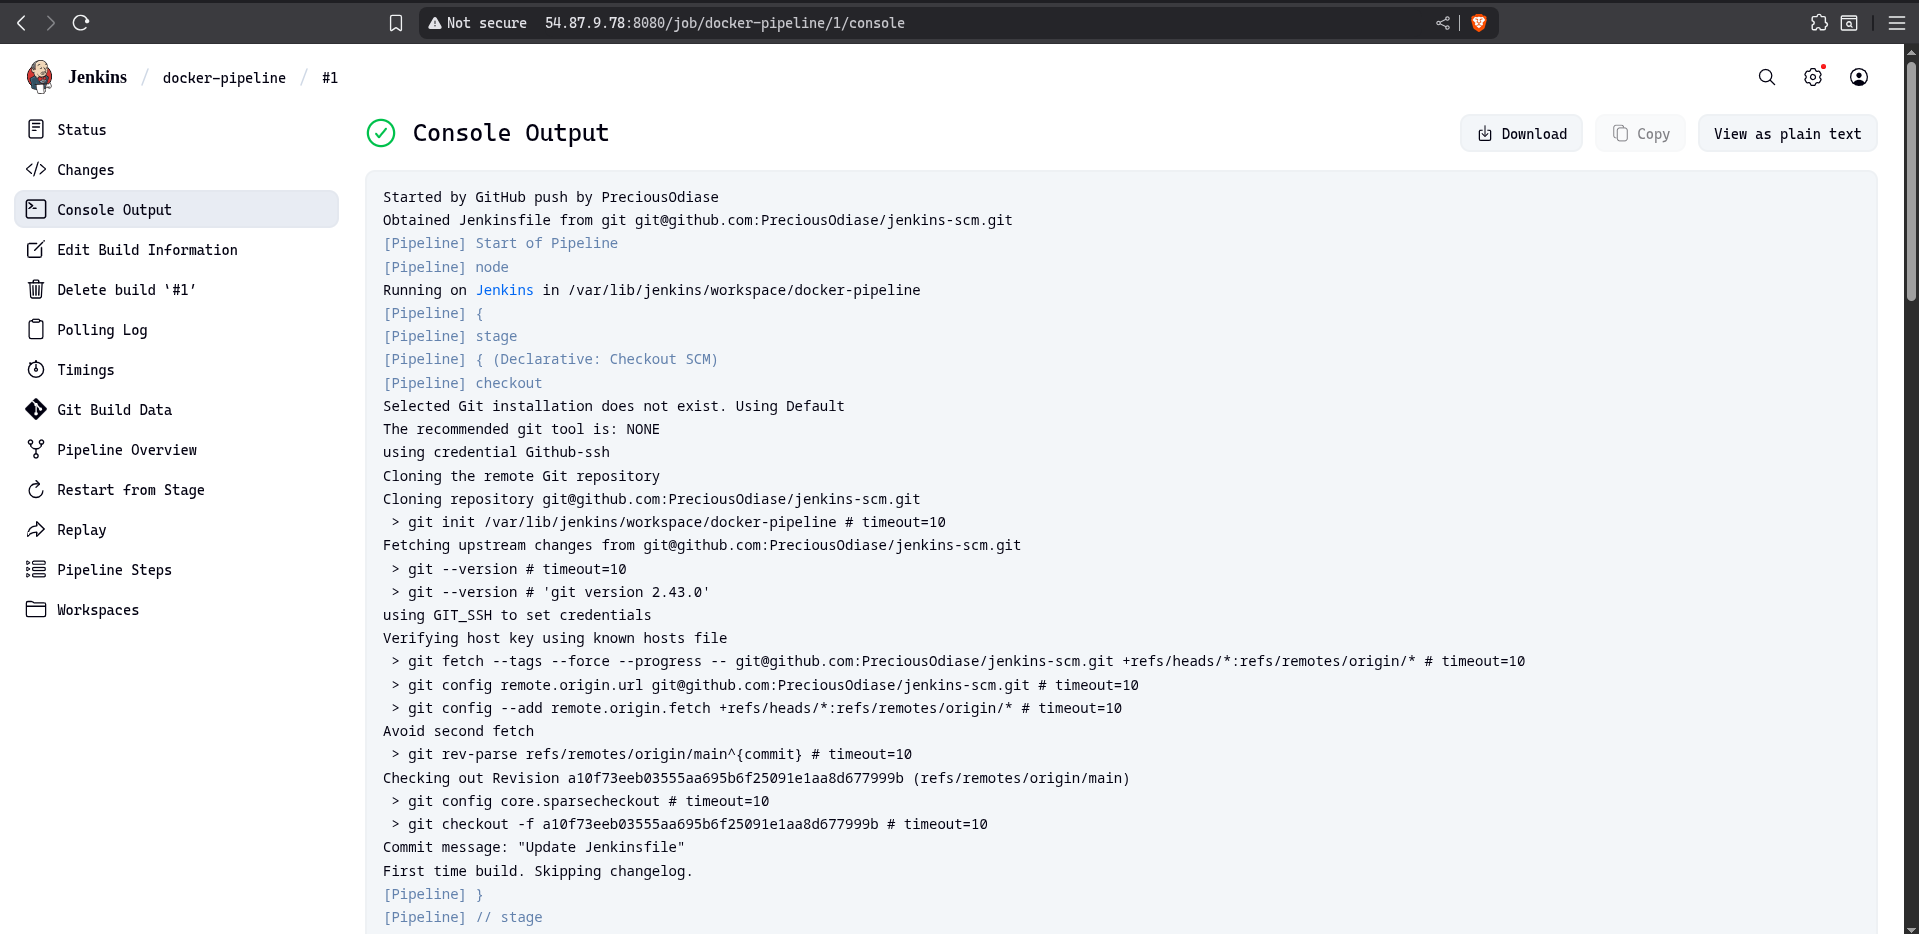 Not secure 54.87.9.78:8080/job/docker-pipeline/1/console
Jenkins / docker-pipeline / #1
Status
Changes
Console Output
Edit Build Information
Delete build ‘#1’
Polling Log
Timings
Git Build Data
Pipeline Overview
Restart from Stage
Replay
Pipeline Steps
Workspaces
Console Output
Download
Copy
View as plain text
Started by GitHub push by PreciousOdiase
Obtained Jenkinsfile from git git@github.com:PreciousOdiase/jenkins-scm.git
[Pipeline] Start of Pipeline
[Pipeline] node
Running on Jenkins in /var/lib/jenkins/workspace/docker-pipeline
[Pipeline] {
[Pipeline] stage
[Pipeline] { (Declarative: Checkout SCM)
[Pipeline] checkout
Selected Git installation does not exist. Using Default
The recommended git tool is: NONE
using credential Github-ssh
Cloning the remote Git repository
Cloning repository git@github.com:PreciousOdiase/jenkins-scm.git
> git init /var/lib/jenkins/workspace/docker-pipeline # timeout=10
Fetching upstream changes from git@github.com:PreciousOdiase/jenkins-scm.git
> git --version # timeout=10
> git --version # 'git version 2.43.0'
using GIT_SSH to set credentials
Verifying host key using known hosts file
> git fetch --tags --force --progress -- git@github.com:PreciousOdiase/jenkins-scm.git +refs/heads/*:refs/remotes/origin/* # timeout=10
> git config remote.origin.url git@github.com:PreciousOdiase/jenkins-scm.git # timeout=10
> git config --add remote.origin.fetch +refs/heads/*:refs/remotes/origin/* # timeout=10
Avoid second fetch
> git rev-parse refs/remotes/origin/main^{commit} # timeout=10
Checking out Revision a10f73eeb03555aa695b6f25091e1aa8d677999b (refs/remotes/origin/main)
> git config core.sparsecheckout # timeout=10
> git checkout -f a10f73eeb03555aa695b6f25091e1aa8d677999b # timeout=10
Commit message: "Update Jenkinsfile"
First time build. Skipping changelog.
[Pipeline] }
[Pipeline] // stage